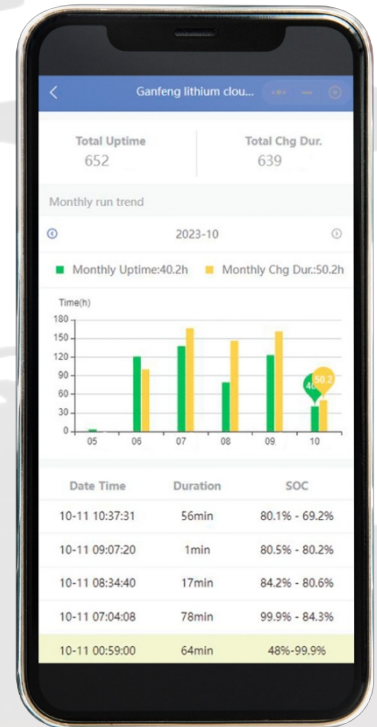 Ganfeng lithium clou...
Total Uptime Total Chg Dur.
652 639
Monthly run trend
2023-10
Monthly Uptime:40.2h Monthly Chg Dur.:50.2h
Time(h)
180
150
120
90
60
30
0
05 06 07 08 09 10
50.2
Date Time Duration SOC
10-11 10:37:31 56min 80.1% - 69.2%
10-11 09:07:20 1min 80.5% - 80.2%
10-11 08:34:40 17min 84.2% - 80.6%
10-11 07:04:08 78min 99.9% - 84.3%
10-11 00:59:00 64min 48%-99.9%